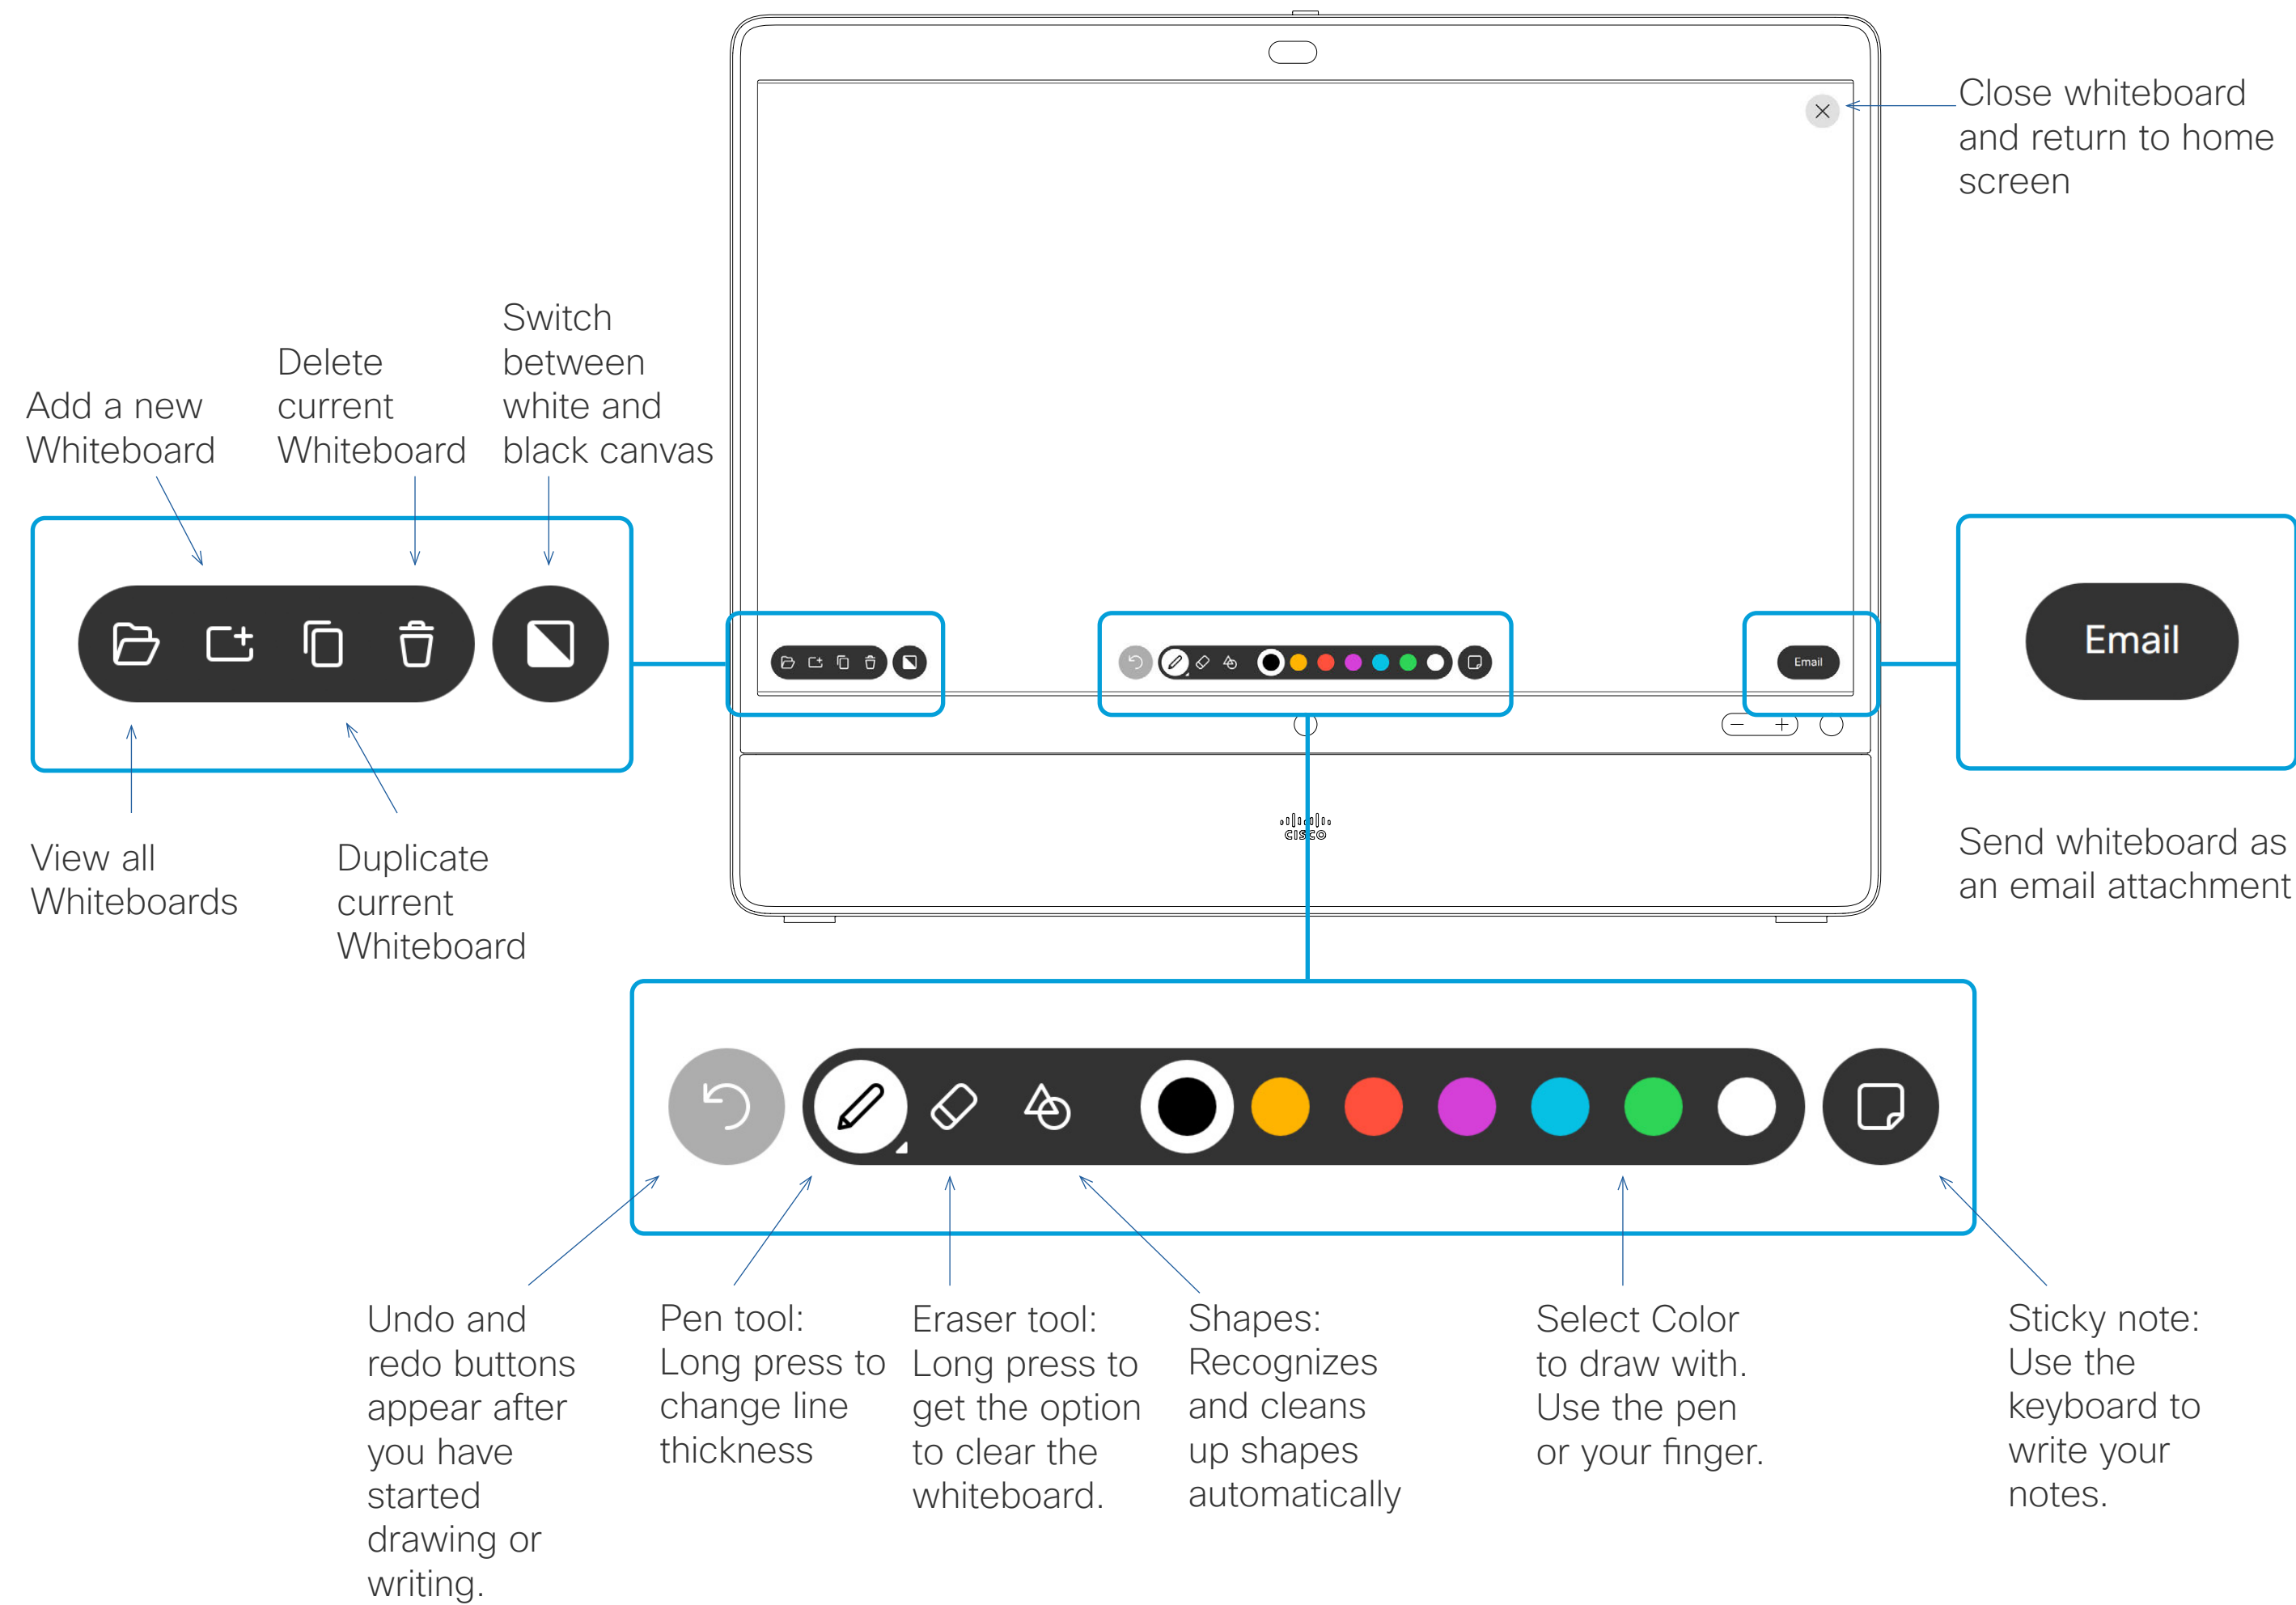 Close whiteboard
and return to home
screen
Switch
between
white and
black canvas
Delete
current
Whiteboard
Add a new
Whiteboard
Email
Email
CISCO
View all
Whiteboards
Duplicate
current
Whiteboard
Send whiteboard as
an email attachment
Undo and
redo buttons
appear after
you have
started
drawing or
writing.
Pen tool:
Long press to
change line
thickness
Eraser tool:
Long press to
get the option
to clear the
whiteboard.
Shapes:
Recognizes
and cleans
up shapes
automatically
Select Color
to draw with.
Use the pen
or your finger.
Sticky note:
Use the
keyboard to
write your
notes.